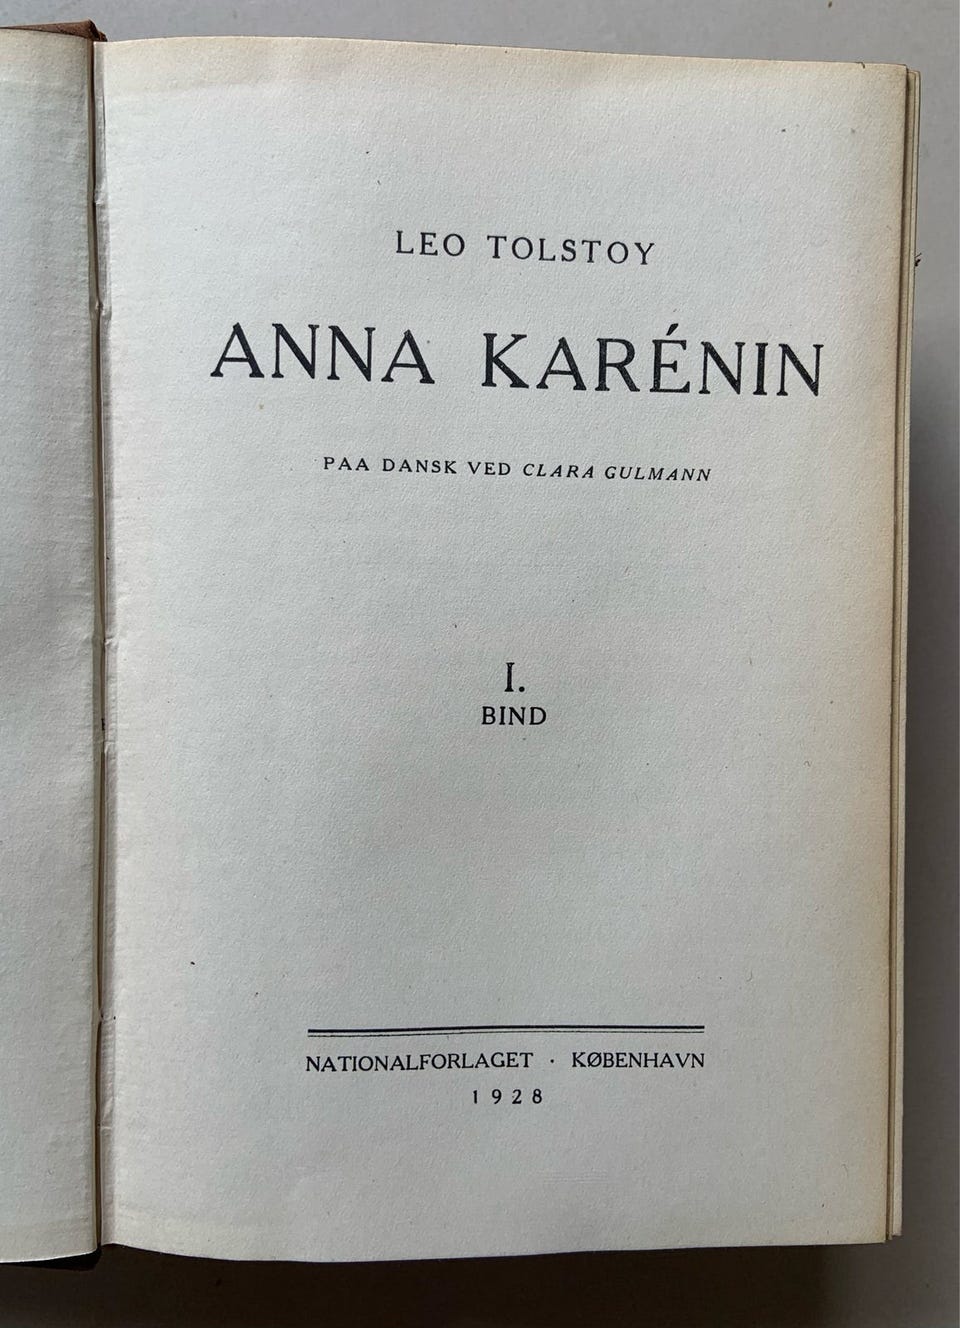 LEO TOLSTOY
ANNA KARÉNIN
PAA DANSK VED CLARA GULMANN
I.
BIND
NATIONALFORLAGET · KØBENHAVN
1928